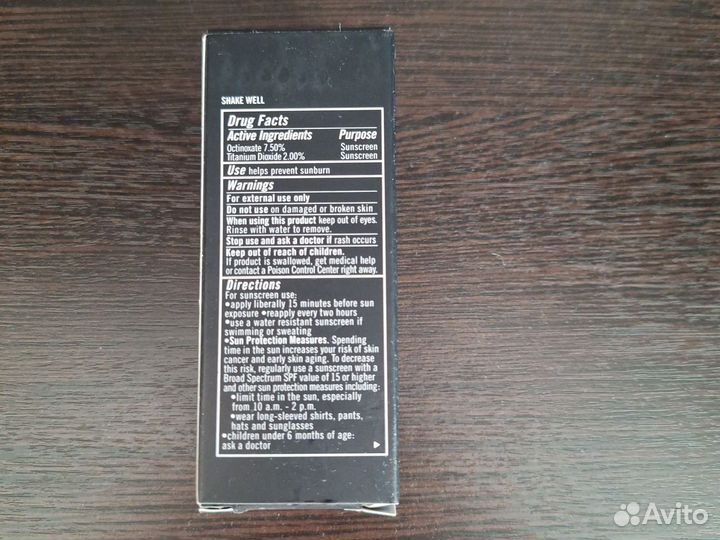 SHAKE WELL
Drug Facts
Active Ingredients Purpose
Octinoxate 7.50% Sunscreen
Titanium Dioxide 2.00% Sunscreen
Use helps prevent sunburn
Warnings
For external use only
Do not use on damaged or broken skin
When using this product keep out of eyes.
Rinse with water to remove.
Stop use and ask a doctor if rash occurs
Keep out of reach of children.
If product is swallowed, get medical help
or contact a Poison Control Center right away.
Directions
For sunscreen use:
•apply liberally 15 minutes before sun
exposure •reapply every two hours
•use a water resistant sunscreen if
swimming or sweating
•Sun Protection Measures. Spending
time in the sun increases your risk of skin
cancer and early skin aging. To decrease
this risk, regularly use a sunscreen with a
Broad Spectrum SPF value of 15 or higher
and other sun protection measures including:
•limit time in the sun, especially
from 10 a.m. - 2 p.m.
•wear long-sleeved shirts, pants,
hats and sunglasses
•children under 6 months of age:
ask a doctor
Avito